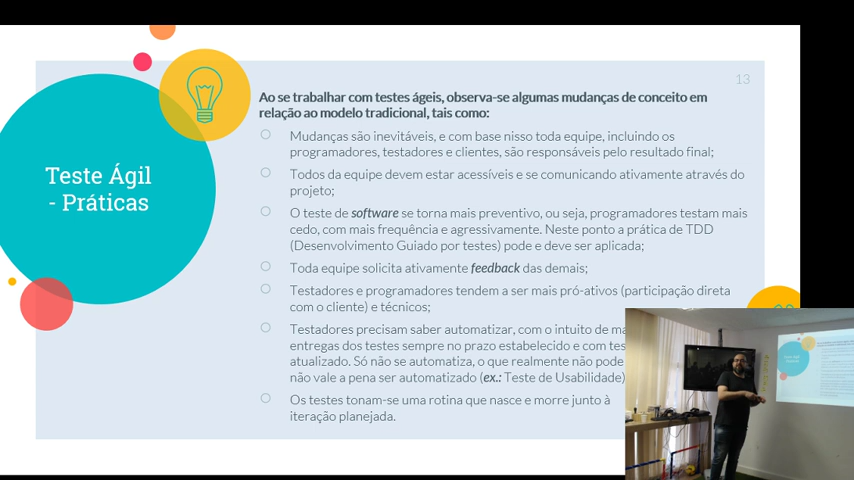 13
Teste Ágil
- Práticas
Ao se trabalhar com testes ágeis, observa-se algumas mudanças de conceito em
relação ao modelo tradicional, tais como:
Mudanças são inevitáveis, e com base nisso toda equipe, incluindo os
programadores, testadores e clientes, são responsáveis pelo resultado final;
Todos da equipe devem estar acessíveis e se comunicando ativamente através do
projeto;
O teste de software se torna mais preventivo, ou seja, programadores testam mais
cedo, com mais frequência e agressivamente. Neste ponto a prática de TDD
(Desenvolvimento Guiado por testes) pode e deve ser aplicada;
Toda equipe solicita ativamente feedback das demais;
Testadores e programadores tendem a ser mais pró-ativos (participação direta
com o cliente) e técnicos;
Testadores precisam saber automatizar, com o intuito de
entregas dos testes sempre no prazo estabelecido e com
atualizado. Só não se automatiza, o que realmente não pode
não vale a pena ser automatizado (ex.: Teste de Usabilidade)
Os testes tonam-se uma rotina que nasce e morre junto à
iteração planejada.